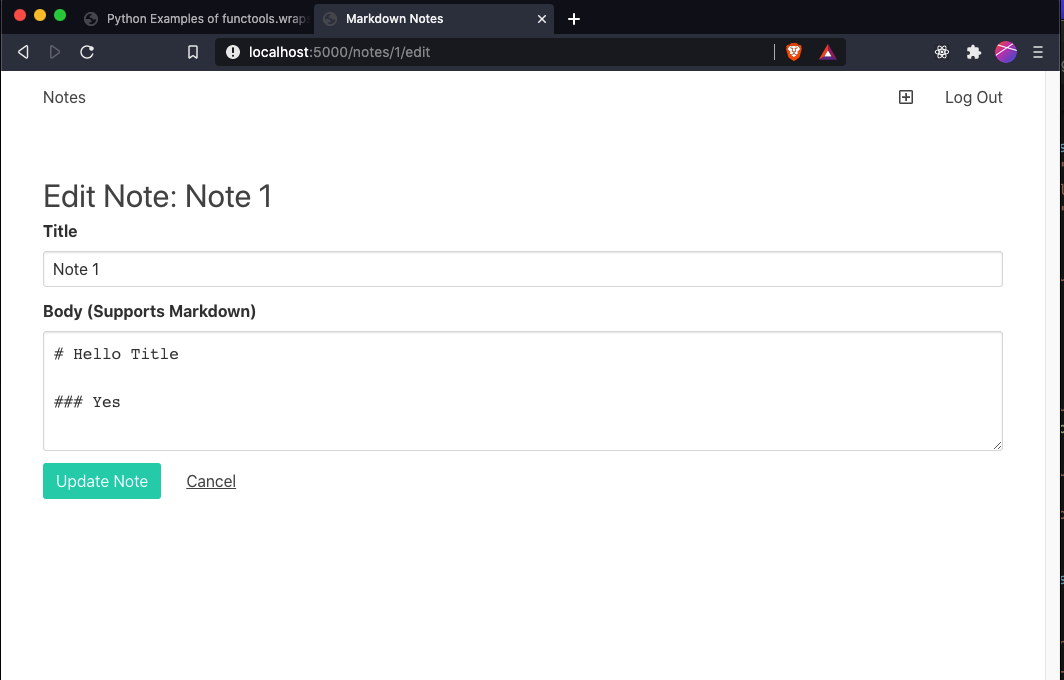 Python Examples of functools.wraps
Markdown Notes
localhost:5000/notes/1/edit
Notes
Log Out
Edit Note: Note 1
Title
Note 1
Body (Supports Markdown)
# Hello Title
### Yes
Update Note
Cancel